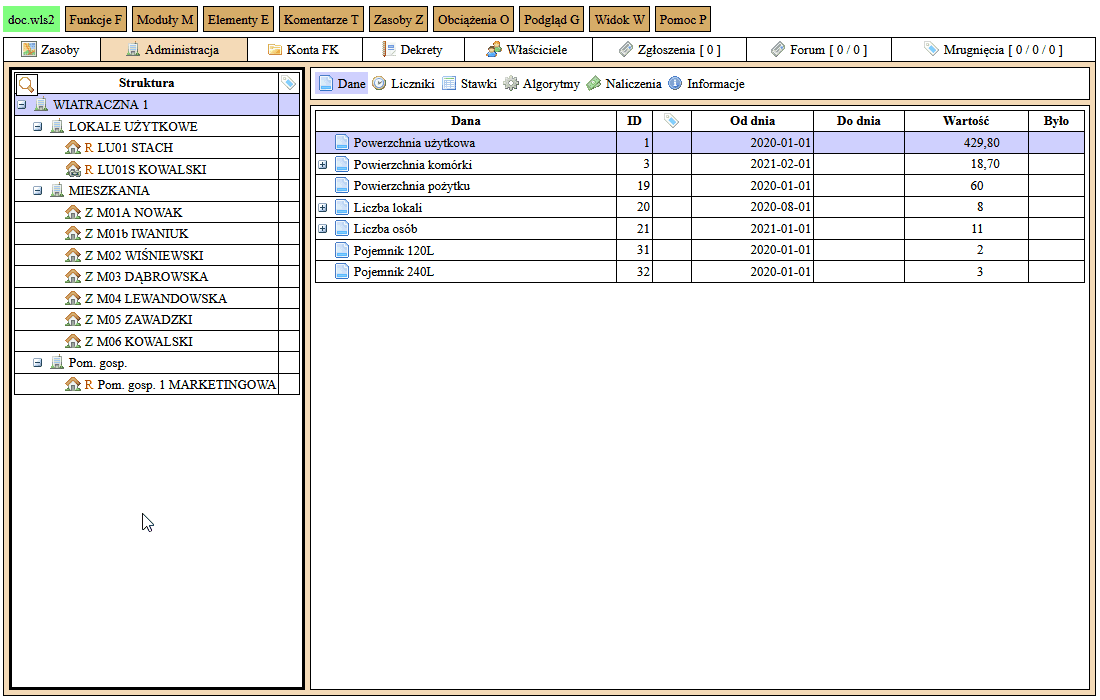 doc.wls2 Funkcje F Moduły M Elementy E Komentarze T Zasoby Z Obciążenia O Podgląd G Widok W Pomoc P
Zasoby Administracja Konta FK Dekrety Właściciele Zgłoszenia [ 0 ] Forum [ 0 / 0 ] Mrugnięcia [ 0 / 0 / 0 ]
Struktura
WIATRACZNA 1
LOKALE UŻYTKOWE
R LU01 STACH
R LU01S KOWALSKI
MIESZKANIA
Z M01A NOWAK
Z M01b IWANIUK
Z M02 WIŚNIEWSKI
Z M03 DĄBROWSKA
Z M04 LEWANDOWSKA
Z M05 ZAWADZKI
Z M06 KOWALSKI
Pom. gosp.
R Pom. gosp. 1 MARKETINGOWA
Dane Liczniki Stawki Algorytmy Naliczenia Informacje
Dana ID Od dnia Do dnia Wartość Było
Powerzchnia użytkowa 1 2020-01-01 429,80
Powierzchnia komórki 3 2021-02-01 18,70
Powierzchnia pożytku 19 2020-01-01 60
Liczba lokali 20 2020-08-01 8
Liczba osób 21 2021-01-01 11
Pojemnik 120L 31 2020-01-01 2
Pojemnik 240L 32 2020-01-01 3